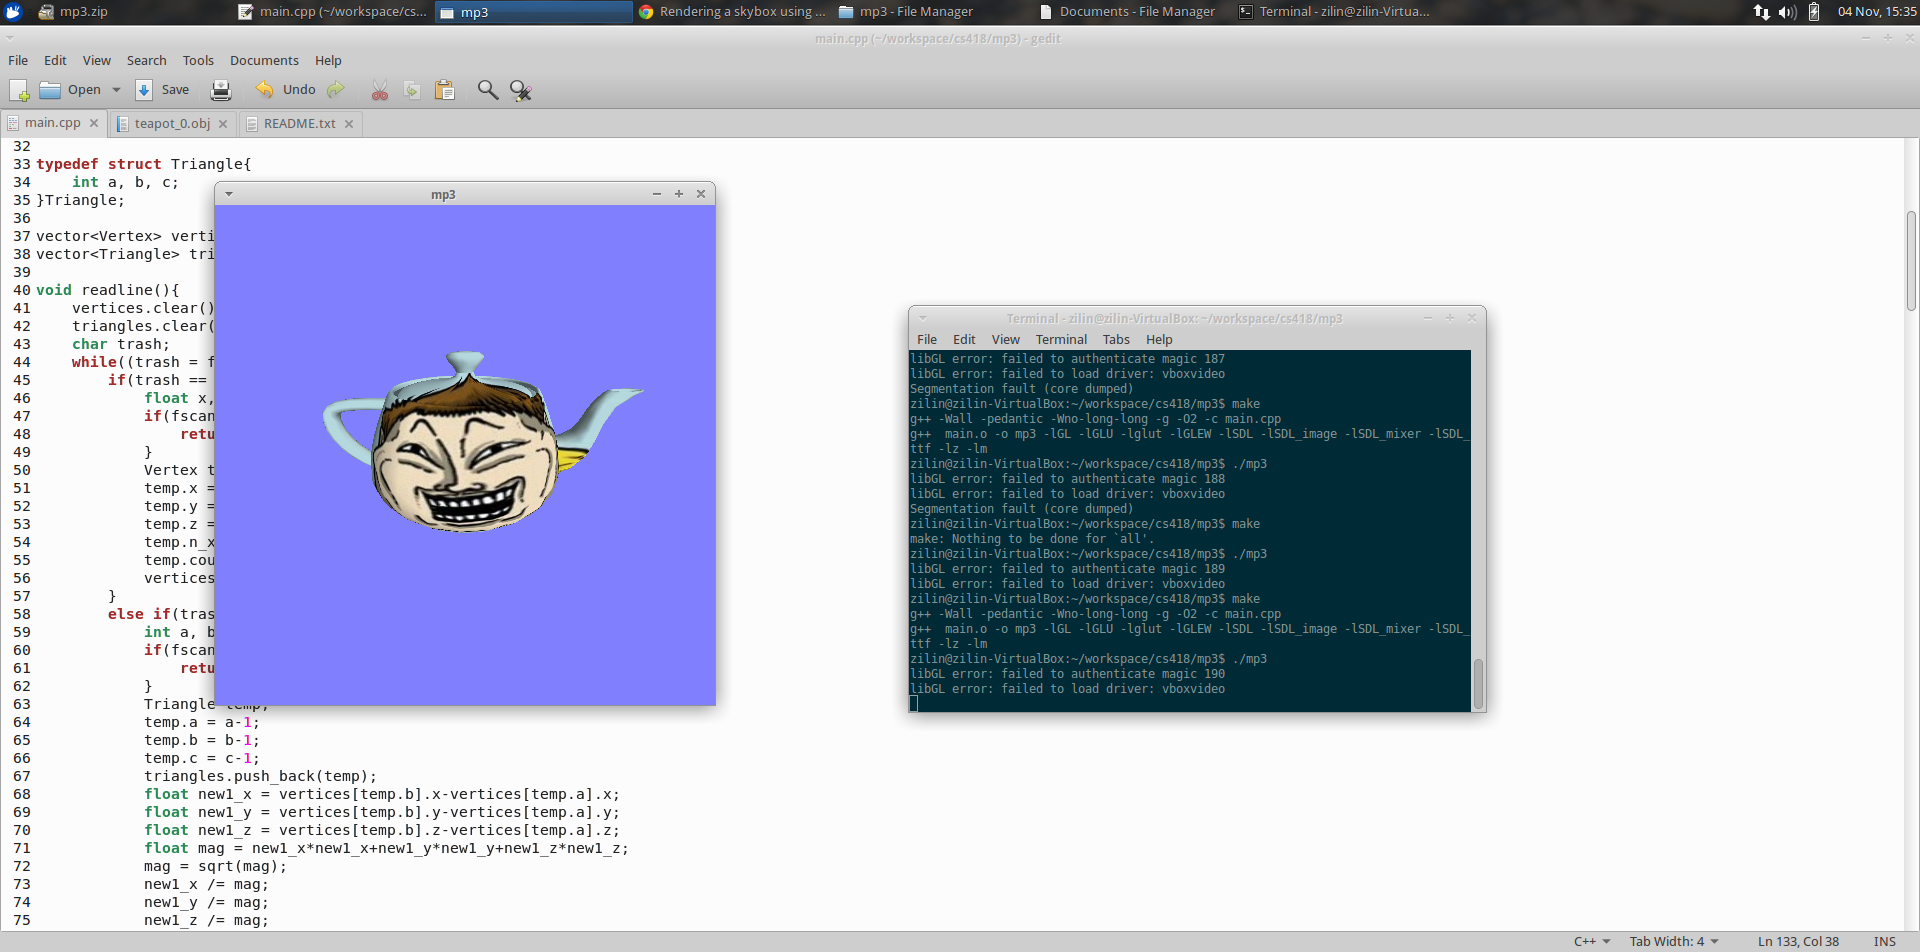 mp3.zip
main.cpp (~/workspace/cs...
mp3
Rendering a skybox using ...
mp3 - File Manager
Documents - File Manager
Terminal - zilin@zilin-Virtua...
04 Nov, 15:35
main.cpp (~/workspace/cs418/mp3) - gedit
File Edit View Search Tools Documents Help
Open Save Undo
main.cpp
teapot_0.obj
README.txt
32
33 typedef struct Triangle{
34 int a, b, c;
35 }Triangle;
36
37 vector<Vertex> verti
38 vector<Triangle> tri
39
40 void readline(){
41 vertices.clear()
42 triangles.clear(
43 char trash;
44 while((trash = f
45 if(trash ==
46 float x,
47 if(fscan
48 retu
49 }
50 Vertex t
51 temp.x =
52 temp.y =
53 temp.z =
54 temp.n_x
55 temp.cou
56 vertices
57 }
58 else if(tras
59 int a, b
60 if(fscan
61 retu
62 }
63 Triangle temp;
64 temp.a = a-1;
65 temp.b = b-1;
66 temp.c = c-1;
67 triangles.push_back(temp);
68 float new1_x = vertices[temp.b].x-vertices[temp.a].x;
69 float new1_y = vertices[temp.b].y-vertices[temp.a].y;
70 float new1_z = vertices[temp.b].z-vertices[temp.a].z;
71 float mag = new1_x*new1_x+new1_y*new1_y+new1_z*new1_z;
72 mag = sqrt(mag);
73 new1_x /= mag;
74 new1_y /= mag;
75 new1_z /= mag;
mp3
Terminal - zilin@zilin-VirtualBox: ~/workspace/cs418/mp3
File Edit View Terminal Tabs Help
libGL error: failed to authenticate magic 187
libGL error: failed to load driver: vboxvideo
Segmentation fault (core dumped)
zilin@zilin-VirtualBox:~/workspace/cs418/mp3$ make
g++ -Wall -pedantic -Wno-long-long -g -O2 -c main.cpp
g++  main.o -o mp3 -lGL -lGLU -lglut -lGLEW -lSDL -lSDL_image -lSDL_mixer -lSDL_
ttf -lz -lm
zilin@zilin-VirtualBox:~/workspace/cs418/mp3$ ./mp3
libGL error: failed to authenticate magic 188
libGL error: failed to load driver: vboxvideo
Segmentation fault (core dumped)
zilin@zilin-VirtualBox:~/workspace/cs418/mp3$ make
make: Nothing to be done for `all'.
zilin@zilin-VirtualBox:~/workspace/cs418/mp3$ ./mp3
libGL error: failed to authenticate magic 189
libGL error: failed to load driver: vboxvideo
zilin@zilin-VirtualBox:~/workspace/cs418/mp3$ make
g++ -Wall -pedantic -Wno-long-long -g -O2 -c main.cpp
g++  main.o -o mp3 -lGL -lGLU -lglut -lGLEW -lSDL -lSDL_image -lSDL_mixer -lSDL_
ttf -lz -lm
zilin@zilin-VirtualBox:~/workspace/cs418/mp3$ ./mp3
libGL error: failed to authenticate magic 190
libGL error: failed to load driver: vboxvideo
C++ Tab Width: 4 Ln 133, Col 38 INS